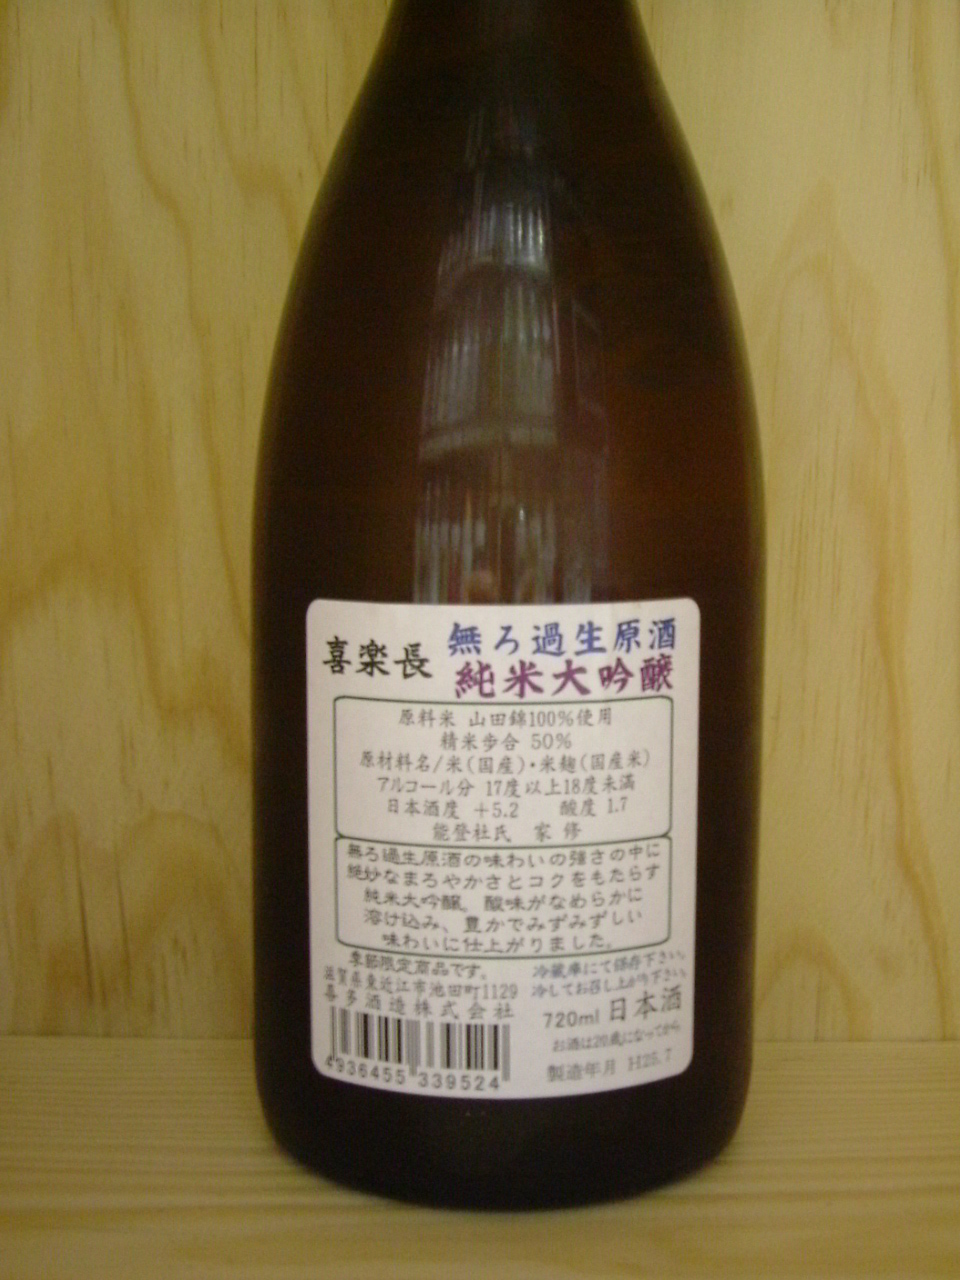 喜楽長
無ろ過生原酒
純米大吟醸
原料米 山田錦100%使用
精米歩合 50%
原材料名/米(国産)・米麹(国産米)
アルコール分 17度以上18度未満
日本酒度 +5.2 酸度 1.7
能登杜氏 家 修
無ろ過生原酒の味わいの強さの中に
絶妙なまろやかさとコクをもたらす
純米大吟醸。酸味がなめらかに
溶け込み、豊かでみずみずしい
味わいに仕上がりました。
季節限定商品です。
滋賀県東近江市池田町1129
喜多酒造株式会社
4936455 339524
冷蔵庫にて保存下さい。
冷してお召し上がり下さい。
720ml 日本酒
お酒は20歳になってから。
製造年月 H25.7